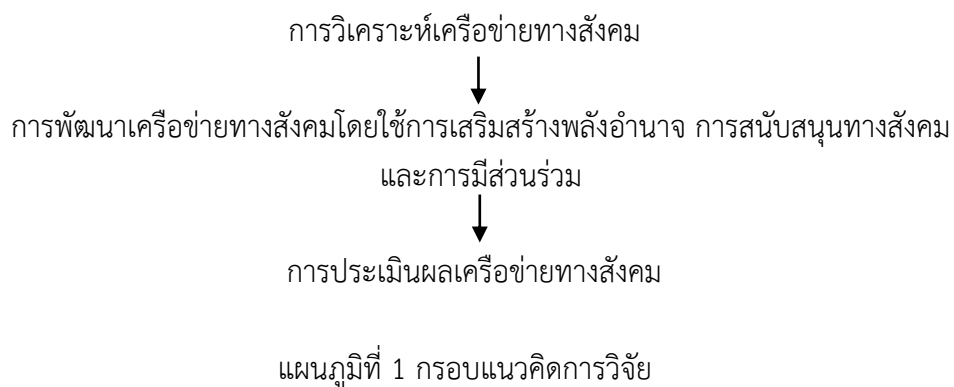 การวิเคราะห์เครือข่ายทางสังคม
การพัฒนาเครือข่ายทางสังคมโดยใช้การเสริมสร้างพลังอำนาจ การสนับสนุนทางสังคม
และการมีส่วนร่วม
การประเมินผลเครือข่ายทางสังคม
แผนภูมิที่ 1 กรอบแนวคิดการวิจัย